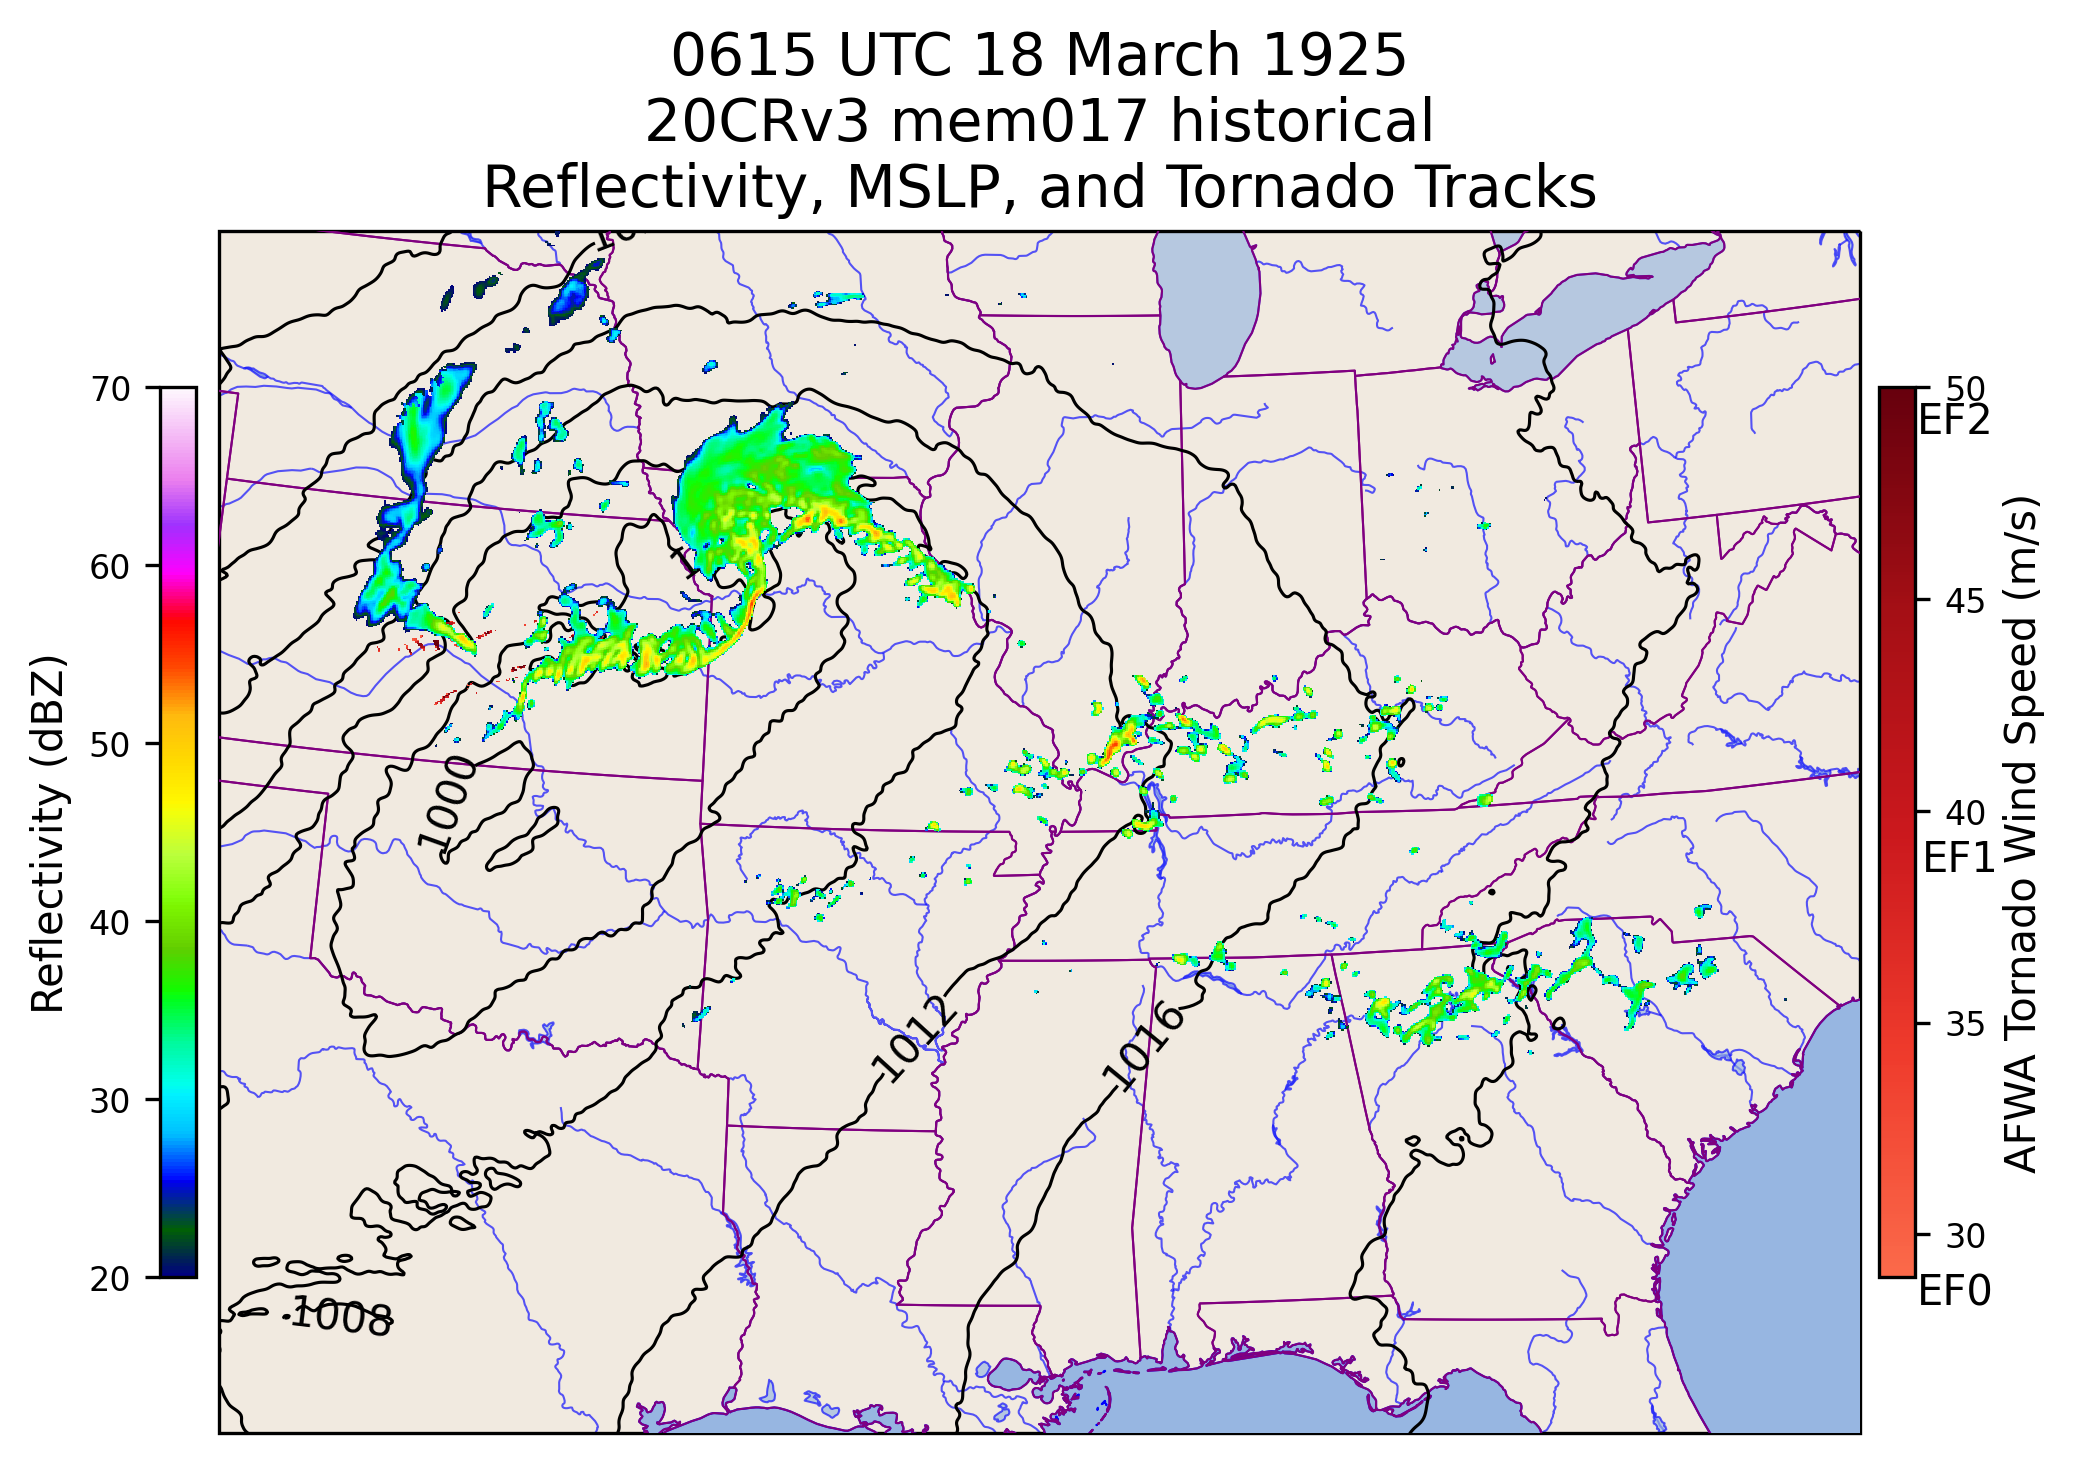 0615 UTC 18 March 1925
20CRv3 mem017 historical
Reflectivity, MSLP, and Tornado Tracks
Reflectivity (dBZ)
70
60
50
40
30
20
1000
1012
1016
1008
50
EF2
45
40
EF1
35
30
EF0
AFWA Tornado Wind Speed (m/s)